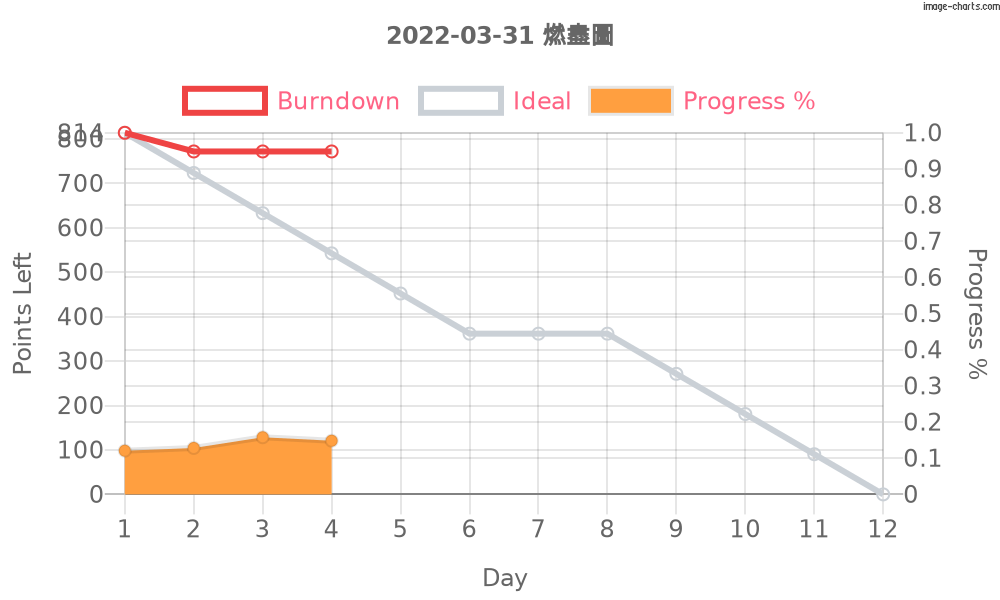 image-charts.com
2022-03-31 燃盡圖
Burndown Ideal Progress %
814 1.0
800
0.9
700
0.8
600
0.7
500
0.6
400
0.5
0.4
300
0.3
200
0.2
100
0.1
0 0
Points Left
Progress %
1 2 3 4 5 6 7 8 9 10 11 12
Day